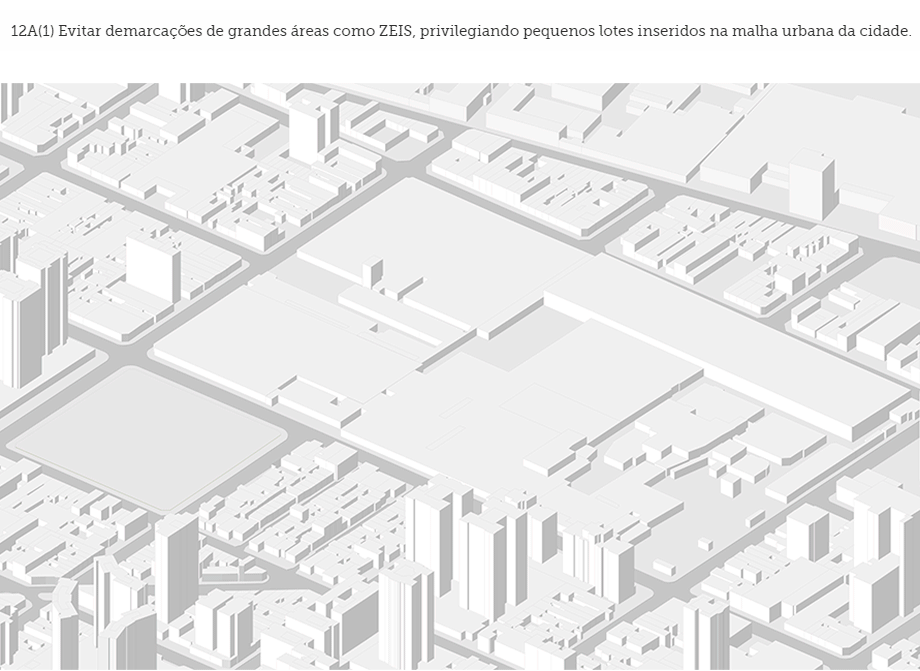 12A(1) Evitar demarcações de grandes áreas como ZEIS, privilegiando pequenos lotes inseridos na malha urbana da cidade.